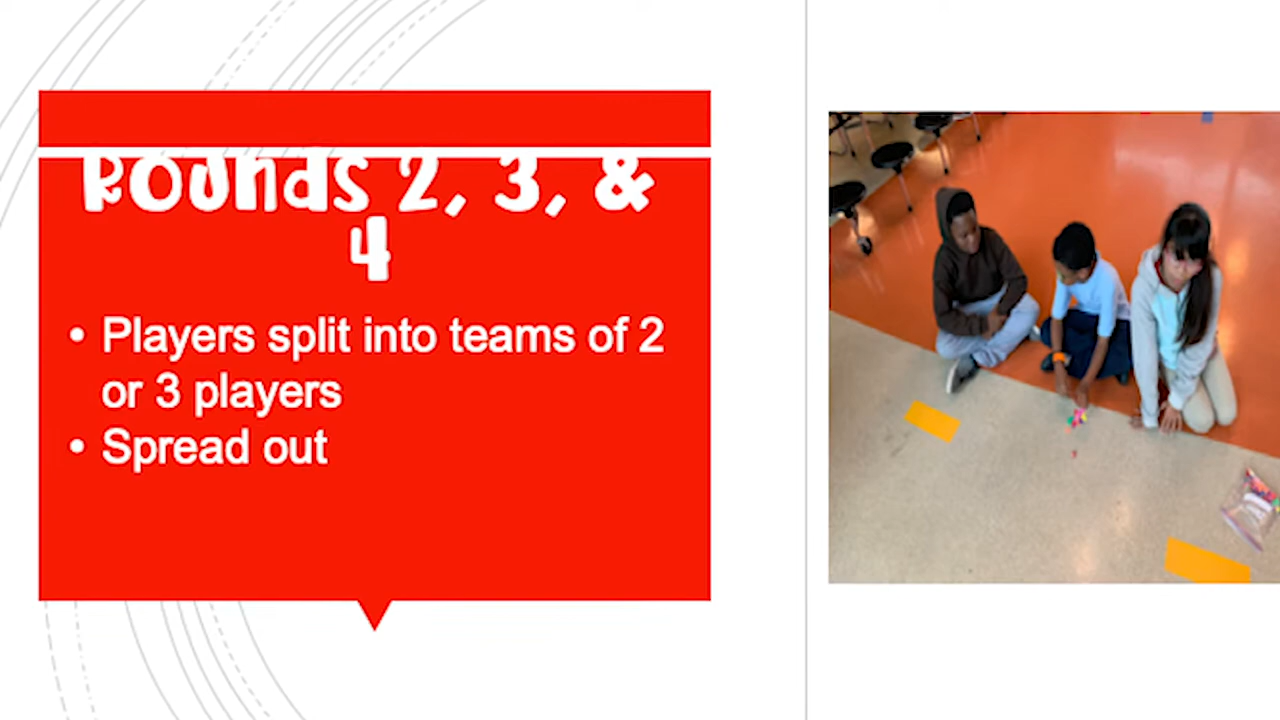 Rounds 2, 3, &
4
• Players split into teams of 2
or 3 players
• Spread out